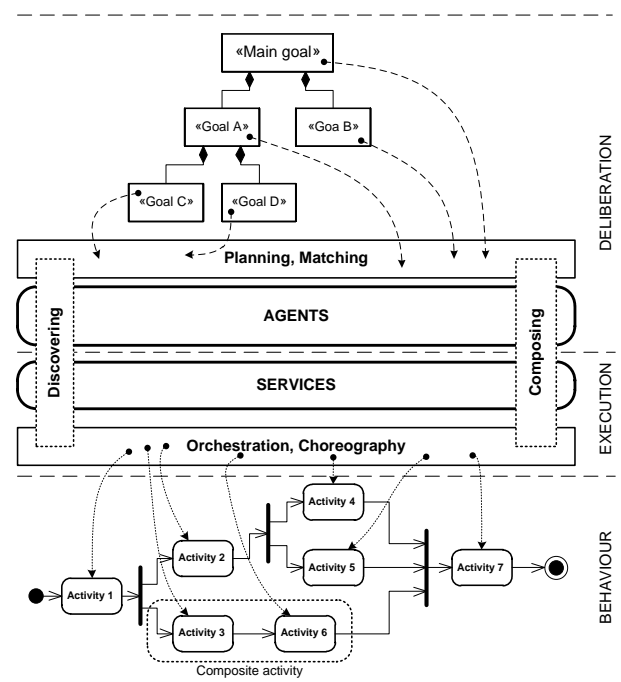 «Main goal»
«Goal A»
«Goa B»
«Goal C»
«Goal D»
DELIBERATION
Planning, Matching
Discovering
AGENTS
Composing
SERVICES
EXECUTION
Orchestration, Choreography
Activity 4
Activity 2
Activity 5
Activity 7
Activity 1
BEHAVIOUR
Activity 3
Activity 6
Composite activity